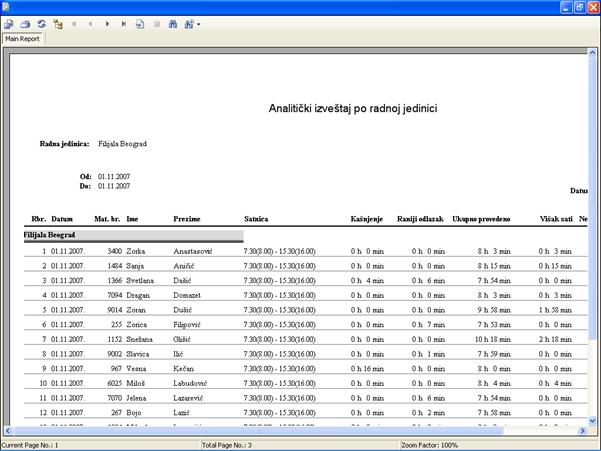 Main Report
Analitički izveštaj po radnoj jedinici
Radna jedinica: Filijala Beograd
Od: 01.11.2007
Do: 01.11.2007
Datu
Rbr. Datum Mat. br. Ime Prezime Satnica Kašnjenje Raniji odlazak Ukupno provedeno Višak sati Ne
Filijala Beograd
1 01.11.2007. 3400 Zorka Anastasović 7.30(8.00) - 15.30(16.00) 0 h 0 min 0 h 0 min 8 h 3 min 0 h 3 min
2 01.11.2007. 1484 Sanja Aničić 7.30(8.00) - 15.30(16.00) 0 h 0 min 0 h 0 min 8 h 15 min 0 h 15 min
3 01.11.2007. 1366 Svetlana Dašić 7.30(8.00) - 15.30(16.00) 0 h 4 min 0 h 6 min 7 h 54 min 0 h 0 min
4 01.11.2007. 7094 Dragan Domazet 7.30(8.00) - 15.30(16.00) 0 h 0 min 0 h 0 min 8 h 3 min 0 h 3 min
5 01.11.2007. 9014 Zoran Dušić 7.30(8.00) - 15.30(16.00) 0 h 0 min 0 h 0 min 9 h 58 min 1 h 58 min
6 01.11.2007. 255 Zorica Filipović 7.30(8.00) - 15.30(16.00) 0 h 0 min 0 h 7 min 7 h 53 min 0 h 0 min
7 01.11.2007. 1152 Snežana Glišić 7.30(8.00) - 15.30(16.00) 0 h 0 min 0 h 0 min 10 h 18 min 2 h 18 min
8 01.11.2007. 9002 Slavica Ilić 7.30(8.00) - 15.30(16.00) 0 h 0 min 0 h 1 min 7 h 59 min 0 h 0 min
9 01.11.2007. 967 Vesna Kečan 7.30(8.00) - 15.30(16.00) 0 h 16 min 0 h 0 min 8 h 0 min 0 h 0 min
10 01.11.2007. 6025 Miloš Labudović 7.30(8.00) - 15.30(16.00) 0 h 0 min 0 h 0 min 8 h 4 min 0 h 4 min
11 01.11.2007. 7070 Jelena Lazarević 7.30(8.00) - 15.30(16.00) 0 h 0 min 0 h 6 min 7 h 54 min 0 h 0 min
12 01.11.2007. 267 Bojo Lazić 7.30(8.00) - 15.30(16.00) 0 h 0 min 0 h 2 min 7 h 58 min 0 h 0 min
Current Page No.: 1 Total Page No.: 3 Zoom Factor: 100%